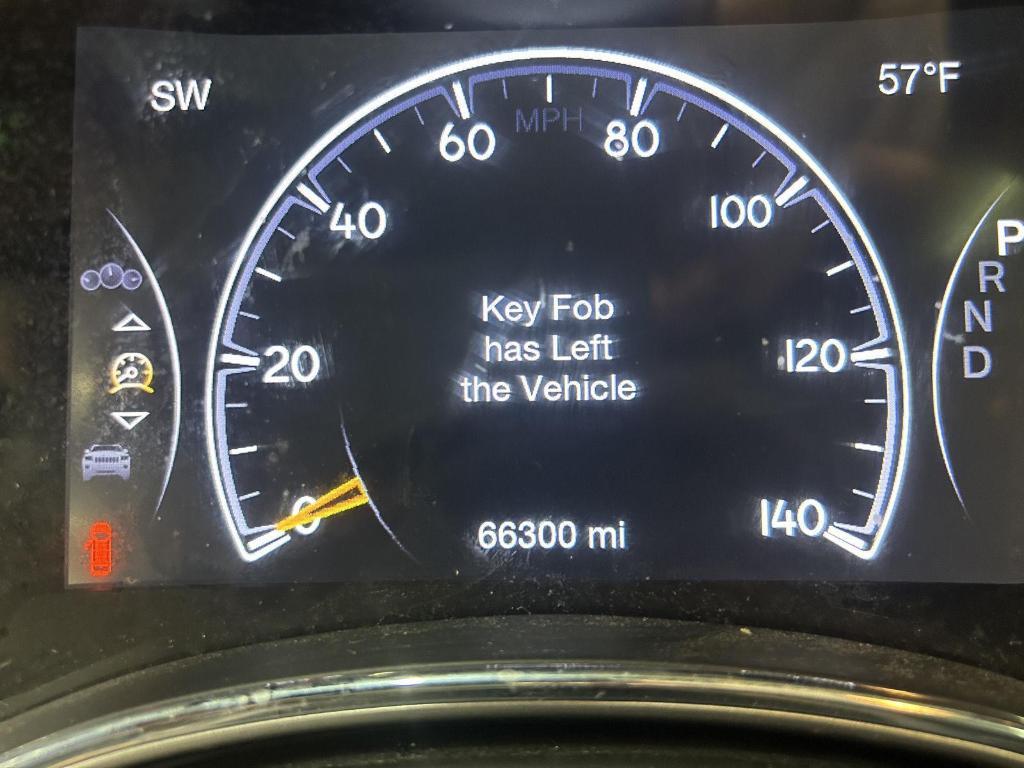 SW
57°F
MPH
60
80
40
100
20
120
0
140
Key Fob
has Left
the Vehicle
66300 mi
P
R
N
D